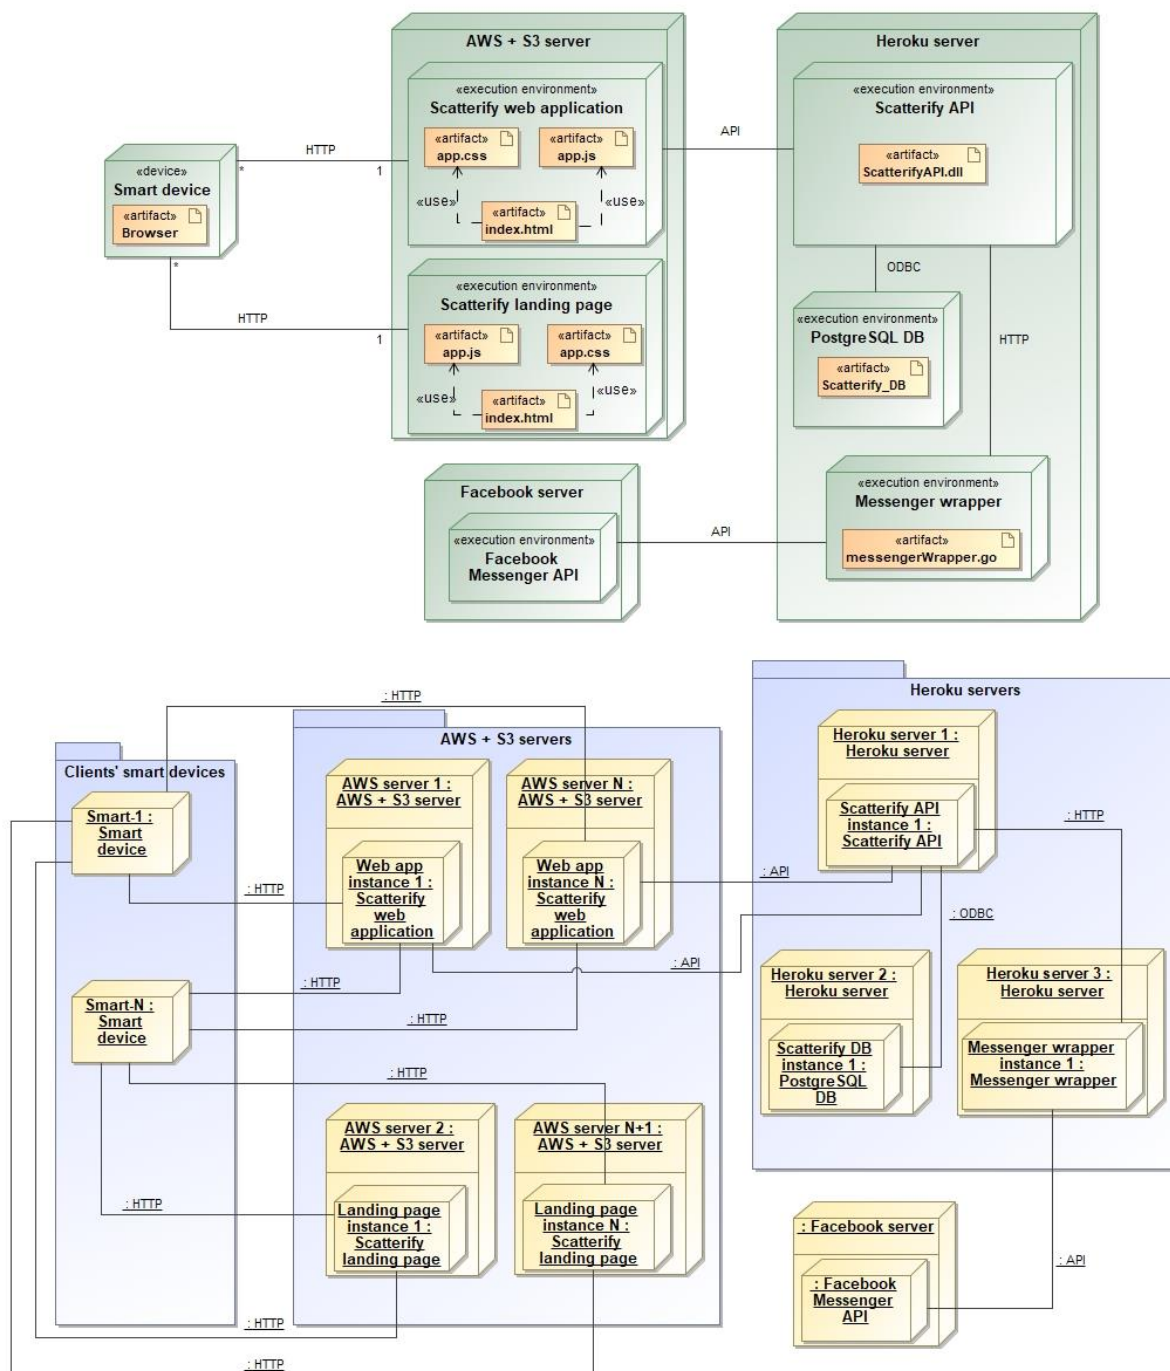 AWS + S3 server
«execution environment»
Scatterify web application
«artifact»
app.css
«artifact»
app.js
«use»
«use»
«artifact»
index.html
«execution environment»
Scatterify landing page
«artifact»
app.js
«artifact»
app.css
«use»
«use»
«artifact»
index.html
«device»
Smart device
«artifact»
Browser
HTTP
*
1
HTTP
*
1
API
Heroku server
«execution environment»
Scatterify API
«artifact»
ScatterifyAPI.dll
ODBC
HTTP
«execution environment»
PostgreSQL DB
«artifact»
Scatterify_DB
«execution environment»
Messenger wrapper
«artifact»
messengerWrapper.go
API
Facebook server
«execution environment»
Facebook
Messenger API
Clients' smart devices
Smart-1 :
Smart
device
Smart-N :
Smart
device
: HTTP
AWS + S3 servers
AWS server 1 :
AWS + S3 server
Web app
instance 1 :
Scatterify
web
application
AWS server N :
AWS + S3 server
Web app
instance N :
Scatterify
web
application
: HTTP
: HTTP
: HTTP
: HTTP
AWS server 2 :
AWS + S3 server
Landing page
instance 1 :
Scatterify
landing page
AWS server N+1 :
AWS + S3 server
Landing page
instance N :
Scatterify
landing page
: HTTP
: HTTP
: HTTP
: API
: API
Heroku servers
Heroku server 1 :
Heroku server
Scatterify API
instance 1 :
Scatterify API
: HTTP
: ODBC
Heroku server 2 :
Heroku server
Scatterify DB
instance 1 :
PostgreSQL
DB
Heroku server 3 :
Heroku server
Messenger wrapper
instance 1 :
Messenger wrapper
: Facebook server
: Facebook
Messenger
API
: API